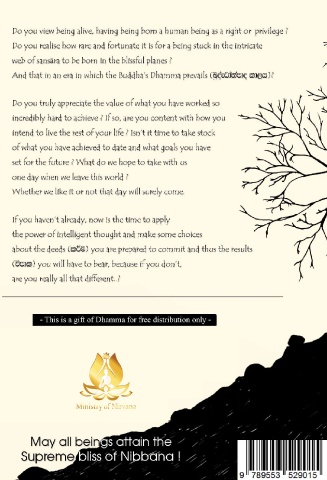 Do you view being alive, having being born a human being as a right or privilege ?
Do you realise how rare and fortunate it is for a being stuck in the intricate
web of sansāra to be born in the blissful planes ?
And that in an era in which the Buddha's Dhamma prevails ( )?
Do you truly appreciate the value of what you have worked so
incredibly hard to achieve ? If so, are you content with how you
intend to live the rest of your life ? Isn't it time to take stock
of what you have achieved to date and what goals you have
set for the future ? What do we hope to take with us
one day when we leave this world ?
Whether we like it or not that day will surely come.
If you haven't already, now is the time to apply
the power of intelligent thought and make some choices
about the deeds (කර්ම) you are prepared to commit and thus the results
(විපාක) you will have to bear, because if you don't,
are you really all that different. ?
- This is a gift of Dhamma for free distribution only -
Ministry of Nirvana
May all beings attain the
Supreme bliss of Nibbāna !
9 789553 529015